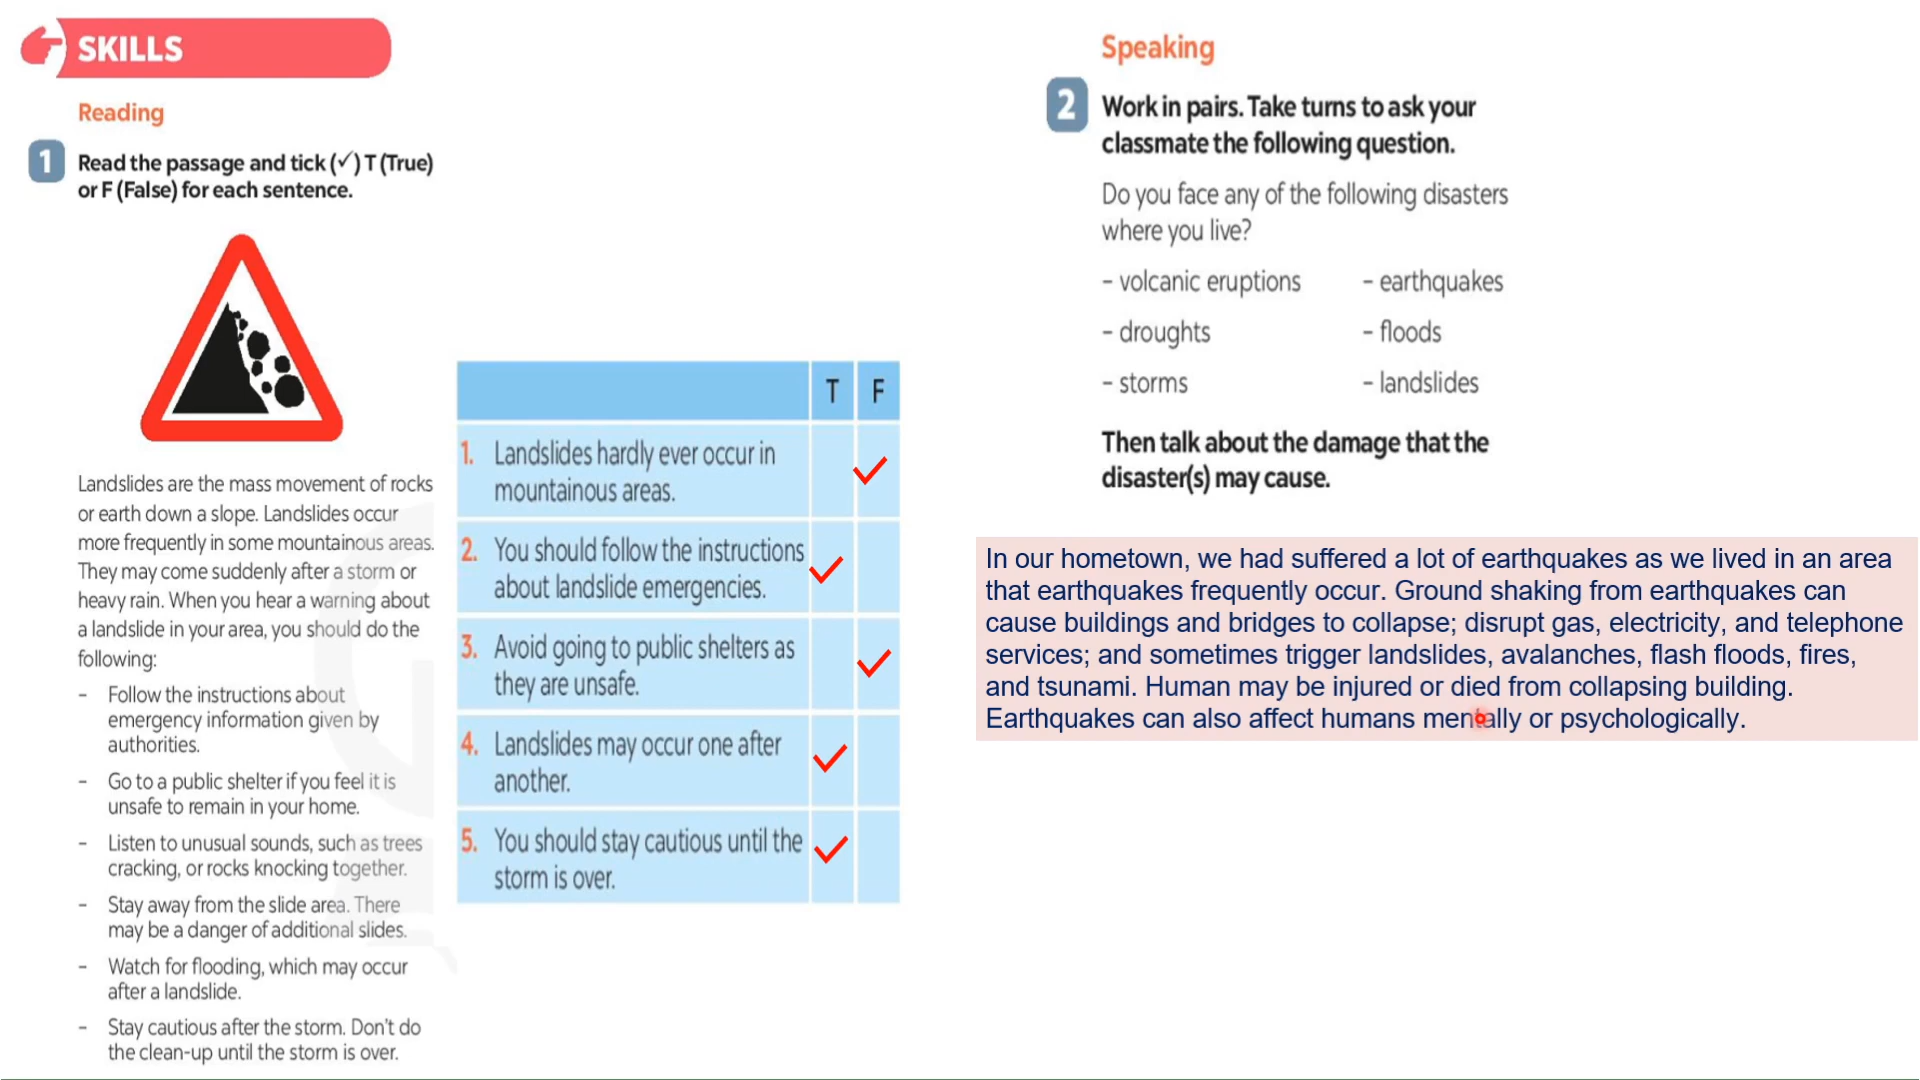 SKILLS
Reading
1
Read the passage and tick (✓) T (True)
or F (False) for each sentence.
Landslides are the mass movement of rocks
or earth down a slope. Landslides occur
more frequently in some mountainous areas.
They may come suddenly after a storm or
heavy rain. When you hear a warning about
a landslide in your area, you should do the
following:
– Follow the instructions about
emergency information given by
authorities.
– Go to a public shelter if you feel it is
unsafe to remain in your home.
– Listen to unusual sounds, such as trees
cracking, or rocks knocking together.
– Stay away from the slide area. There
may be a danger of additional slides.
– Watch for flooding, which may occur
after a landslide.
– Stay cautious after the storm. Don't do
the clean-up until the storm is over.
T F
1. Landslides hardly ever occur in
mountainous areas.
2. You should follow the instructions
about landslide emergencies.
3. Avoid going to public shelters as
they are unsafe.
4. Landslides may occur one after
another.
5. You should stay cautious until the
storm is over.
Speaking
2
Work in pairs. Take turns to ask your
classmate the following question.
Do you face any of the following disasters
where you live?
– volcanic eruptions – earthquakes
– droughts – floods
– storms – landslides
Then talk about the damage that the
disaster(s) may cause.
In our hometown, we had suffered a lot of earthquakes as we lived in an area
that earthquakes frequently occur. Ground shaking from earthquakes can
cause buildings and bridges to collapse; disrupt gas, electricity, and telephone
services; and sometimes trigger landslides, avalanches, flash floods, fires,
and tsunami. Human may be injured or died from collapsing building.
Earthquakes can also affect humans mentally or psychologically.